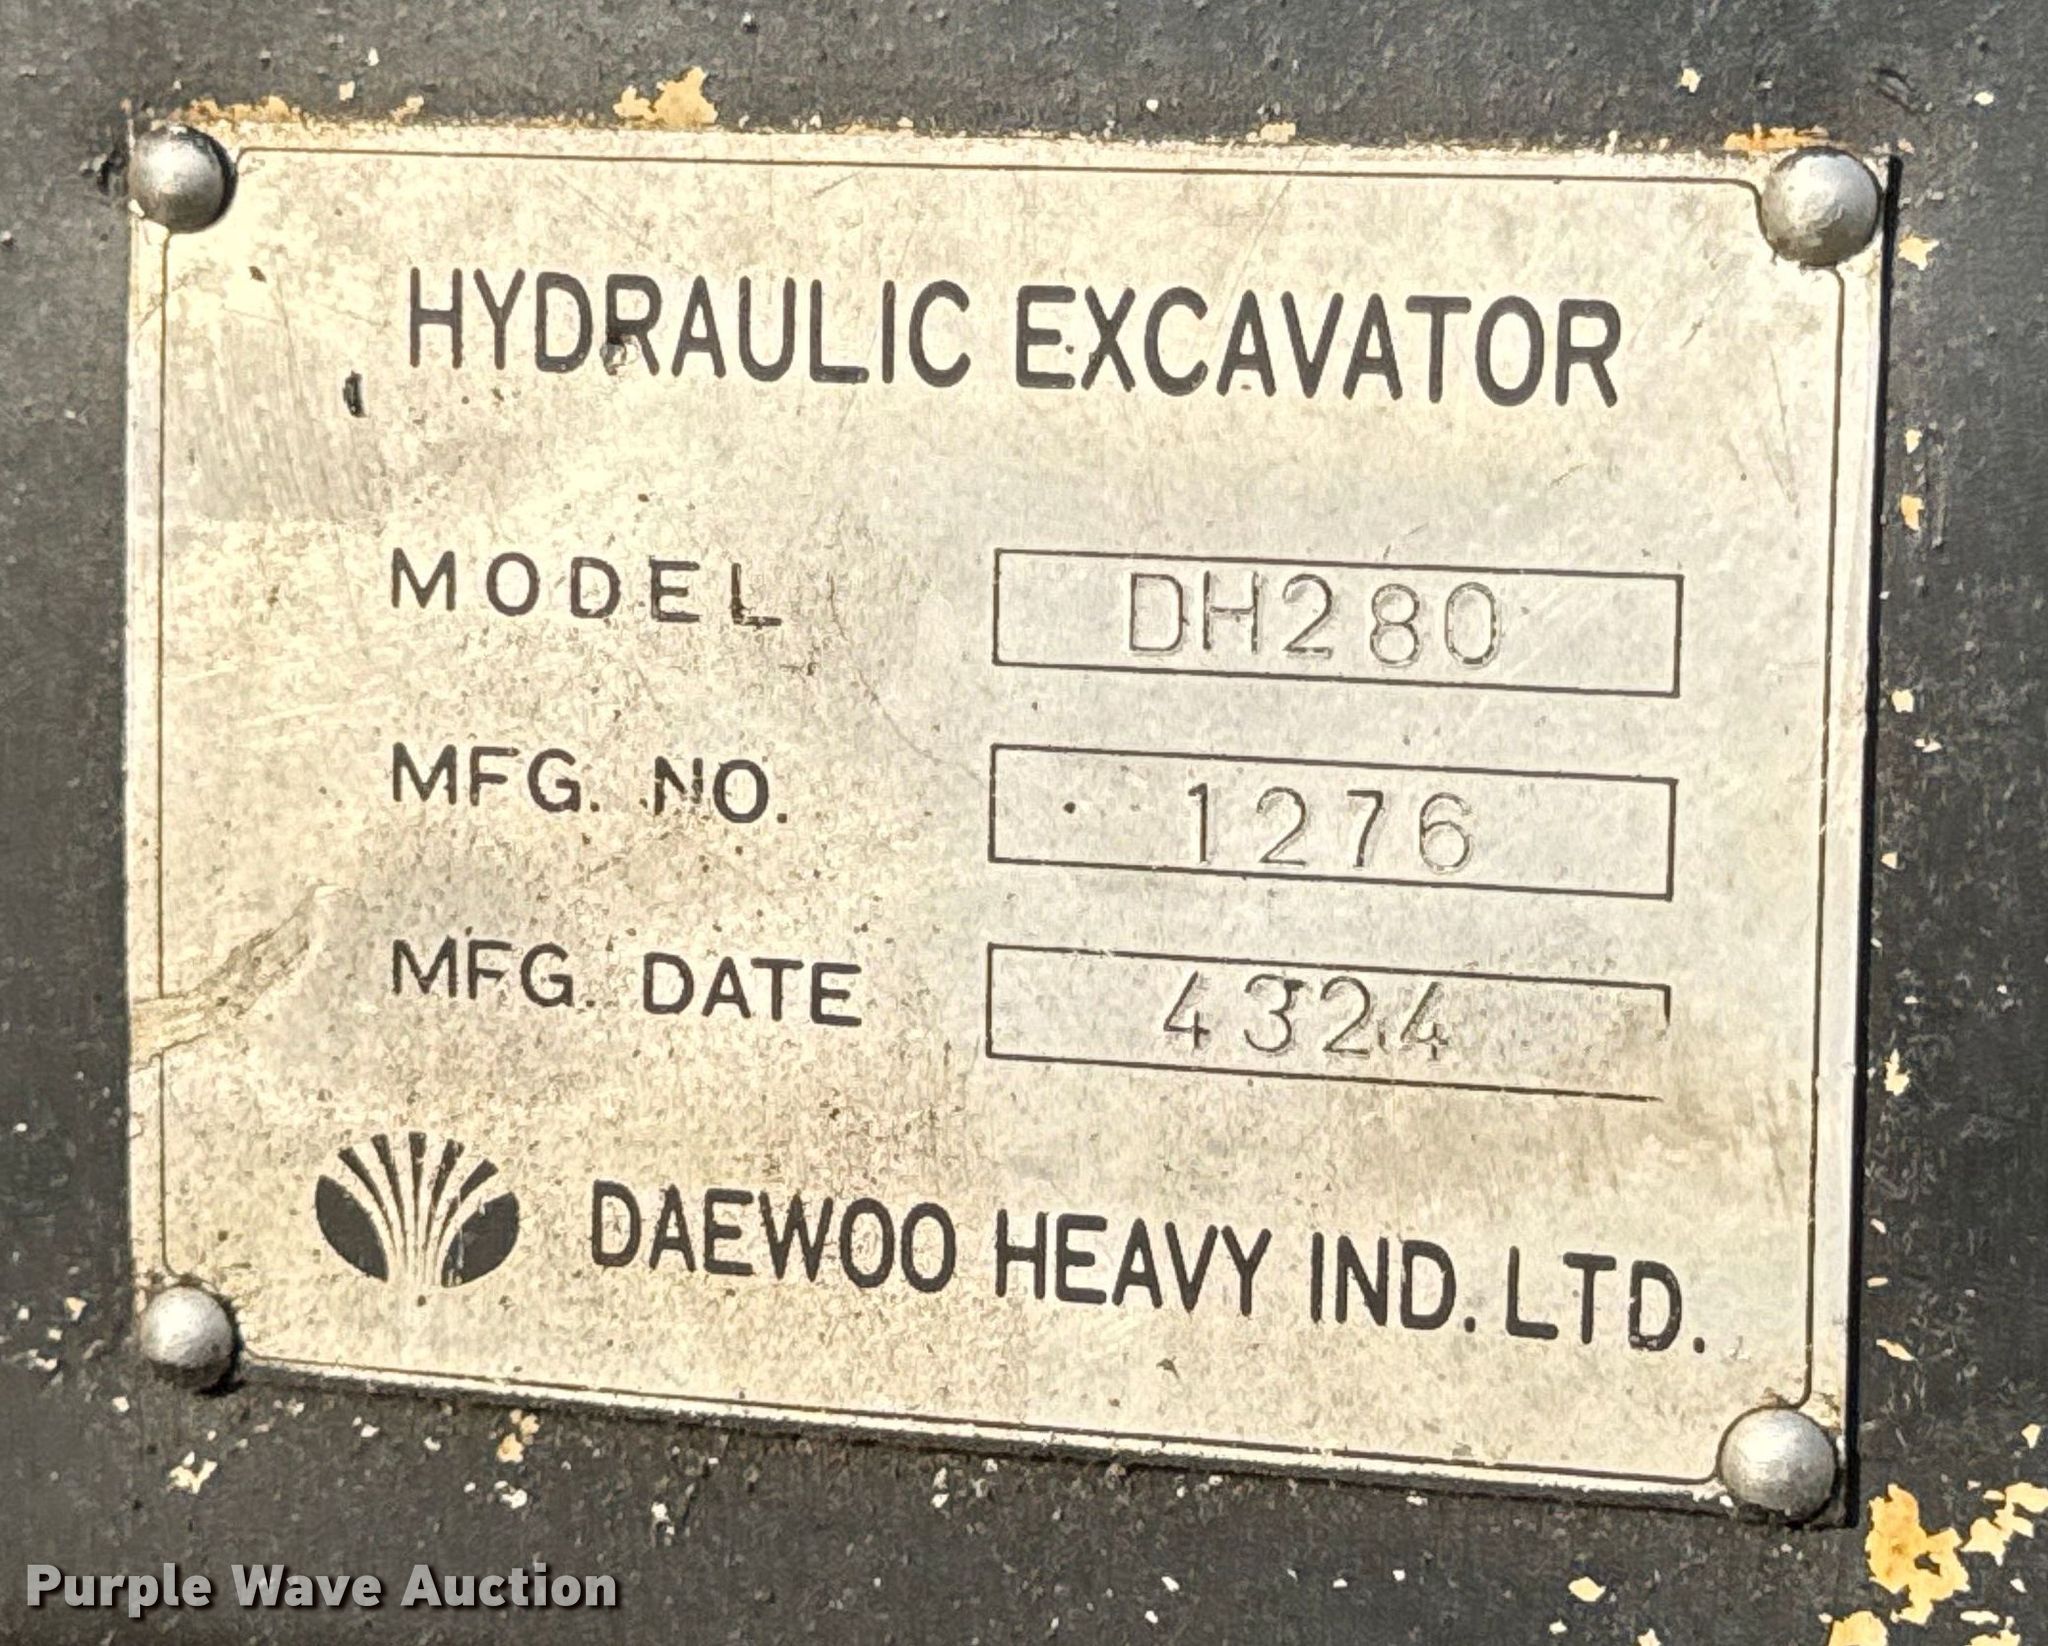 HYDRAULIC EXCAVATOR
MODEL DH280
MFG. NO. 1276
MFG. DATE 4324
DAEWOO HEAVY IND. LTD.
Purple Wave Auction